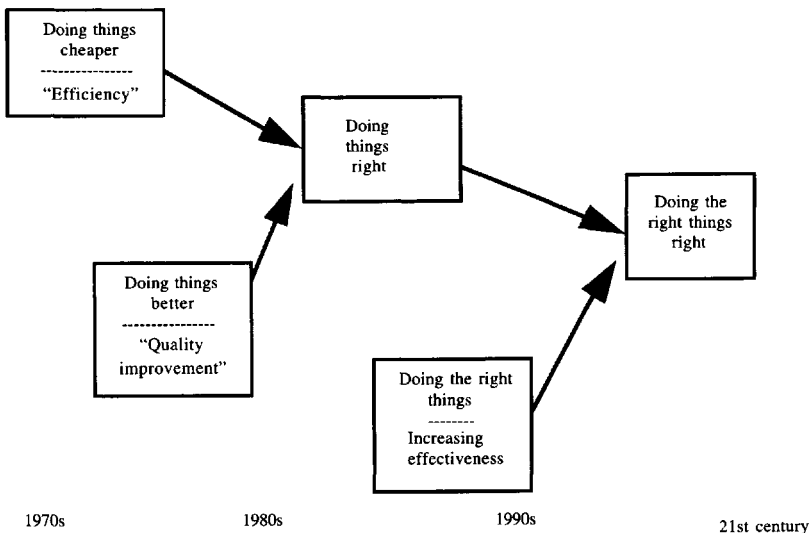 Doing things
cheaper
----------------
“Efficiency”
Doing
things
right
Doing the
right things
right
Doing things
better
----------------
“Quality
improvement”
Doing the right
things
--------
Increasing
effectiveness
1970s
1980s
1990s
21st century